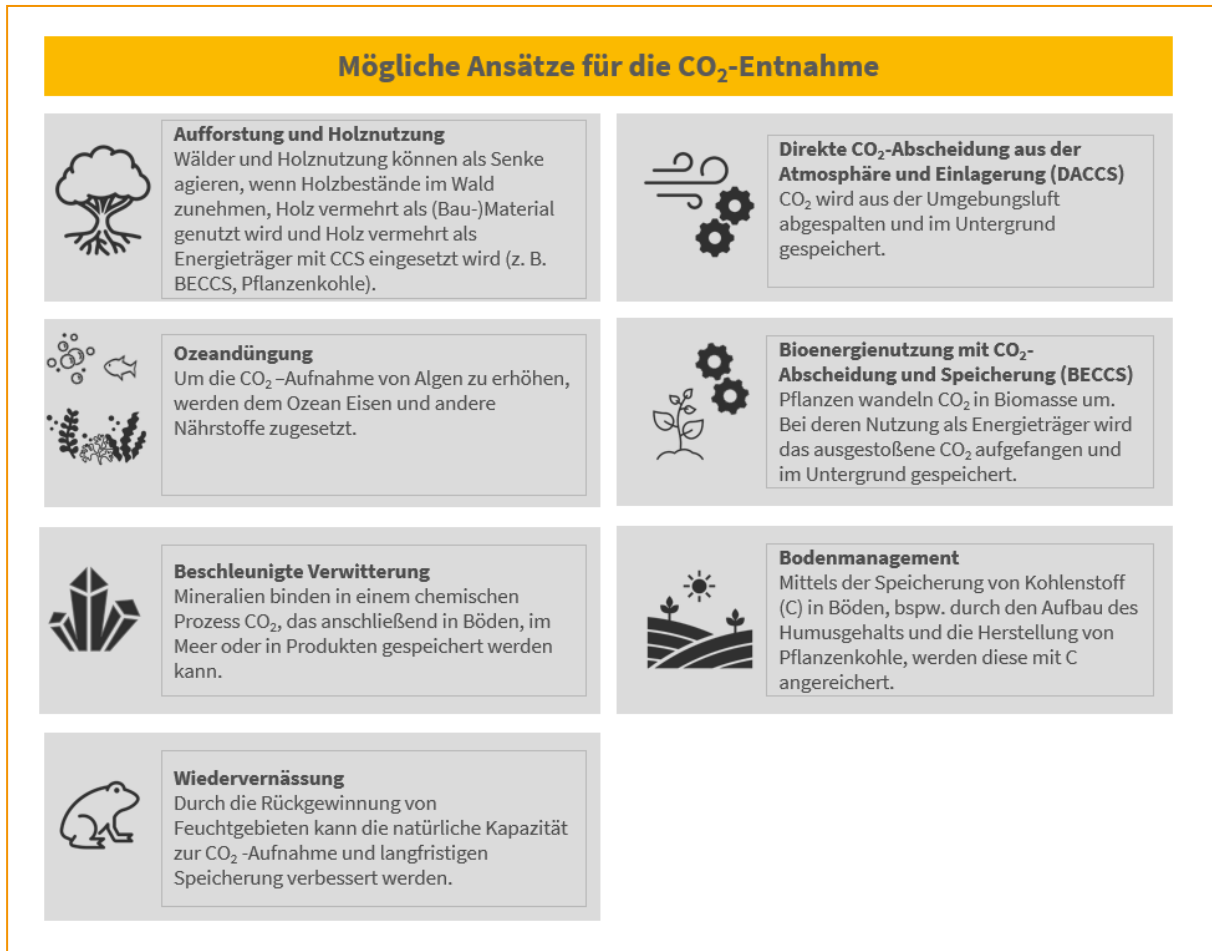 Mögliche Ansätze für die CO₂-Entnahme
Aufforstung und Holznutzung
Wälder und Holznutzung können als Senke
agieren, wenn Holzbestände im Wald
zunehmen, Holz vermehrt als (Bau-)Material
genutzt wird und Holz vermehrt als
Energieträger mit CCS eingesetzt wird (z. B.
BECCS, Pflanzenkohle).
Direkte CO₂-Abscheidung aus der
Atmosphäre und Einlagerung (DACCS)
CO₂ wird aus der Umgebungsluft
abgespalten und im Untergrund
gespeichert.
Ozeandüngung
Um die CO₂ –Aufnahme von Algen zu erhöhen,
werden dem Ozean Eisen und andere
Nährstoffe zugesetzt.
Bioenergienutzung mit CO₂-
Abscheidung und Speicherung (BECCS)
Pflanzen wandeln CO₂ in Biomasse um.
Bei deren Nutzung als Energieträger wird
das ausgestoßene CO₂ aufgefangen und
im Untergrund gespeichert.
Beschleunigte Verwitterung
Mineralien binden in einem chemischen
Prozess CO₂, das anschließend in Böden, im
Meer oder in Produkten gespeichert werden
kann.
Bodenmanagement
Mittels der Speicherung von Kohlenstoff
(C) in Böden, bspw. durch den Aufbau des
Humusgehalts und die Herstellung von
Pflanzenkohle, werden diese mit C
angereichert.
Wiedervernässung
Durch die Rückgewinnung von
Feuchtgebieten kann die natürliche Kapazität
zur CO₂ -Aufnahme und langfristigen
Speicherung verbessert werden.